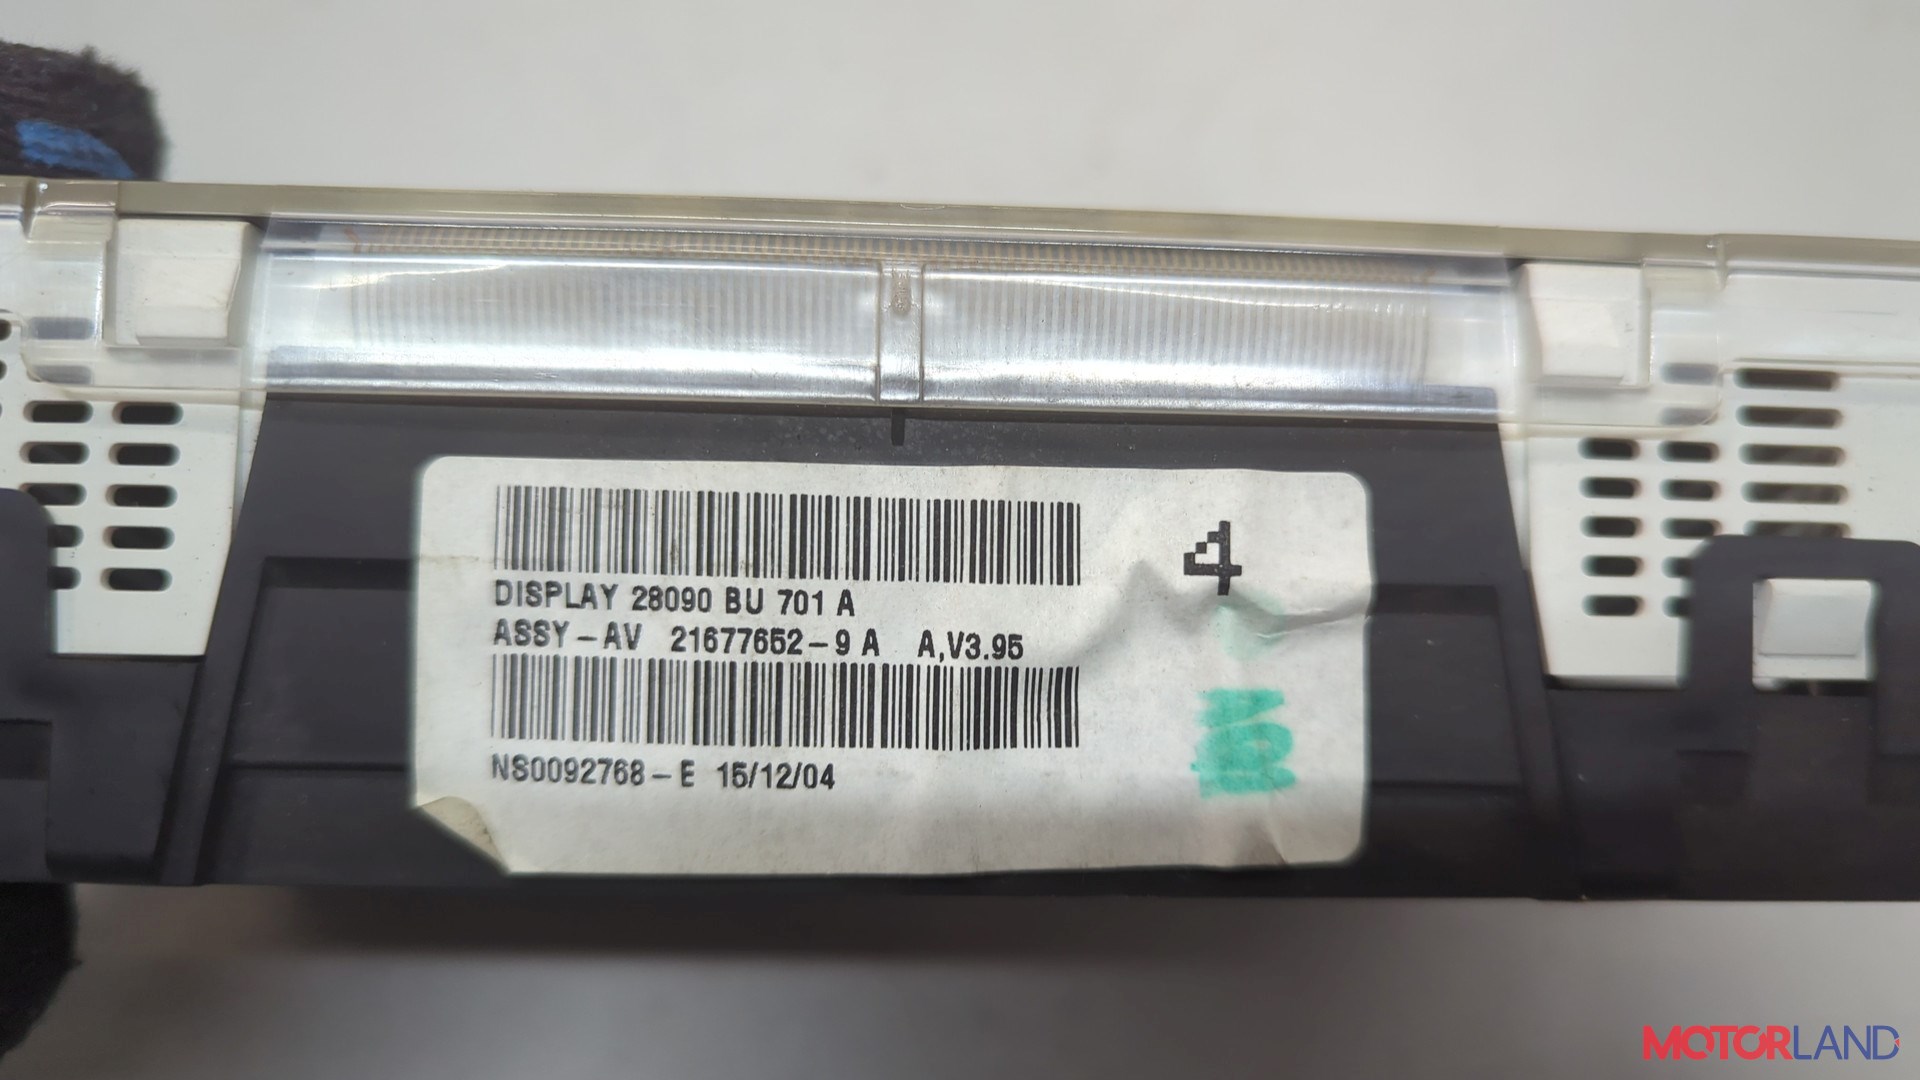 4
DISPLAY 28090 BU 701 A
ASSY-AV 21677652-9 A A,V3.95
NS0092768-E 15/12/04
MOTORLAND